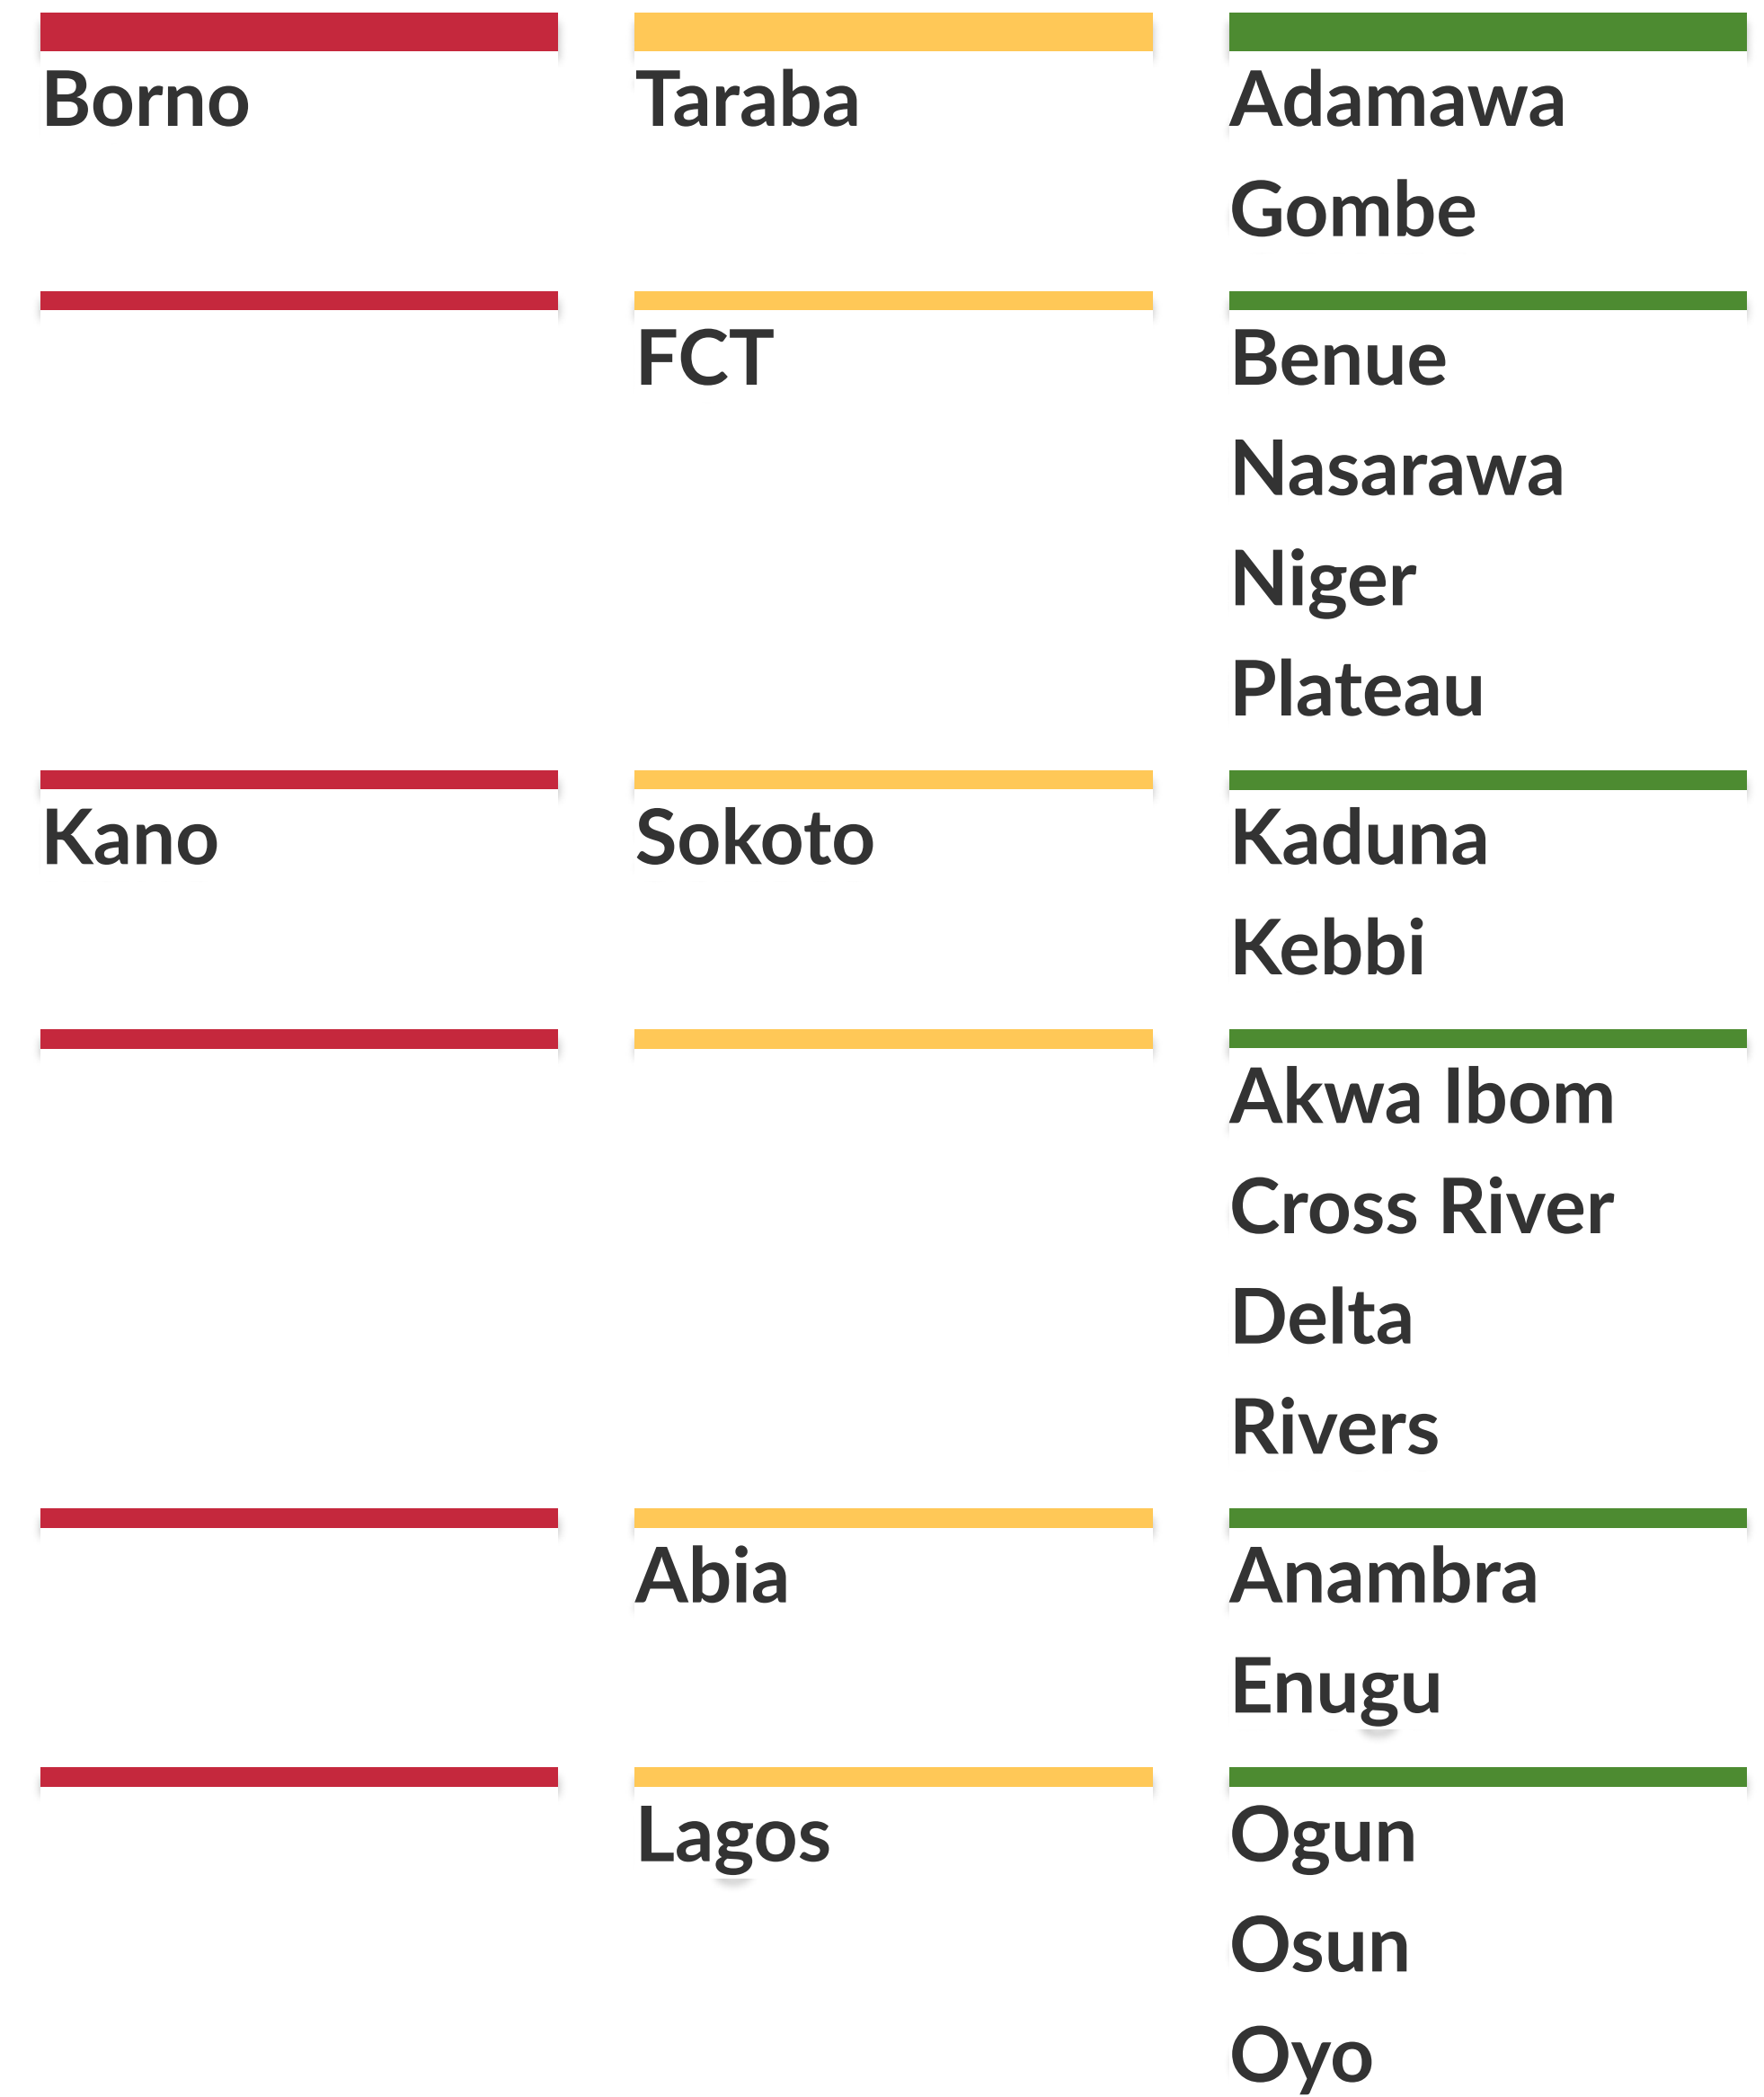 Borno
Taraba
Adamawa
Gombe
FCT
Benue
Nasarawa
Niger
Plateau
Kano
Sokoto
Kaduna
Kebbi
Akwa Ibom
Cross River
Delta
Rivers
Abia
Anambra
Enugu
Lagos
Ogun
Osun
Oyo